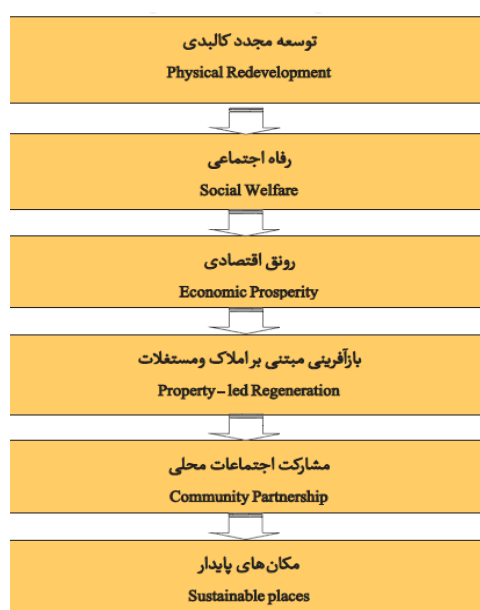 توسعه مجدد کالبدی
Physical Redevelopment
رفاه اجتماعی
Social Welfare
رونق اقتصادی
Economic Prosperity
بازآفرینی مبتنی بر املاک ومستغلات
Property – led Regeneration
مشارکت اجتماعات محلی
Community Partnership
مکان‌های پایدار
Sustainable places